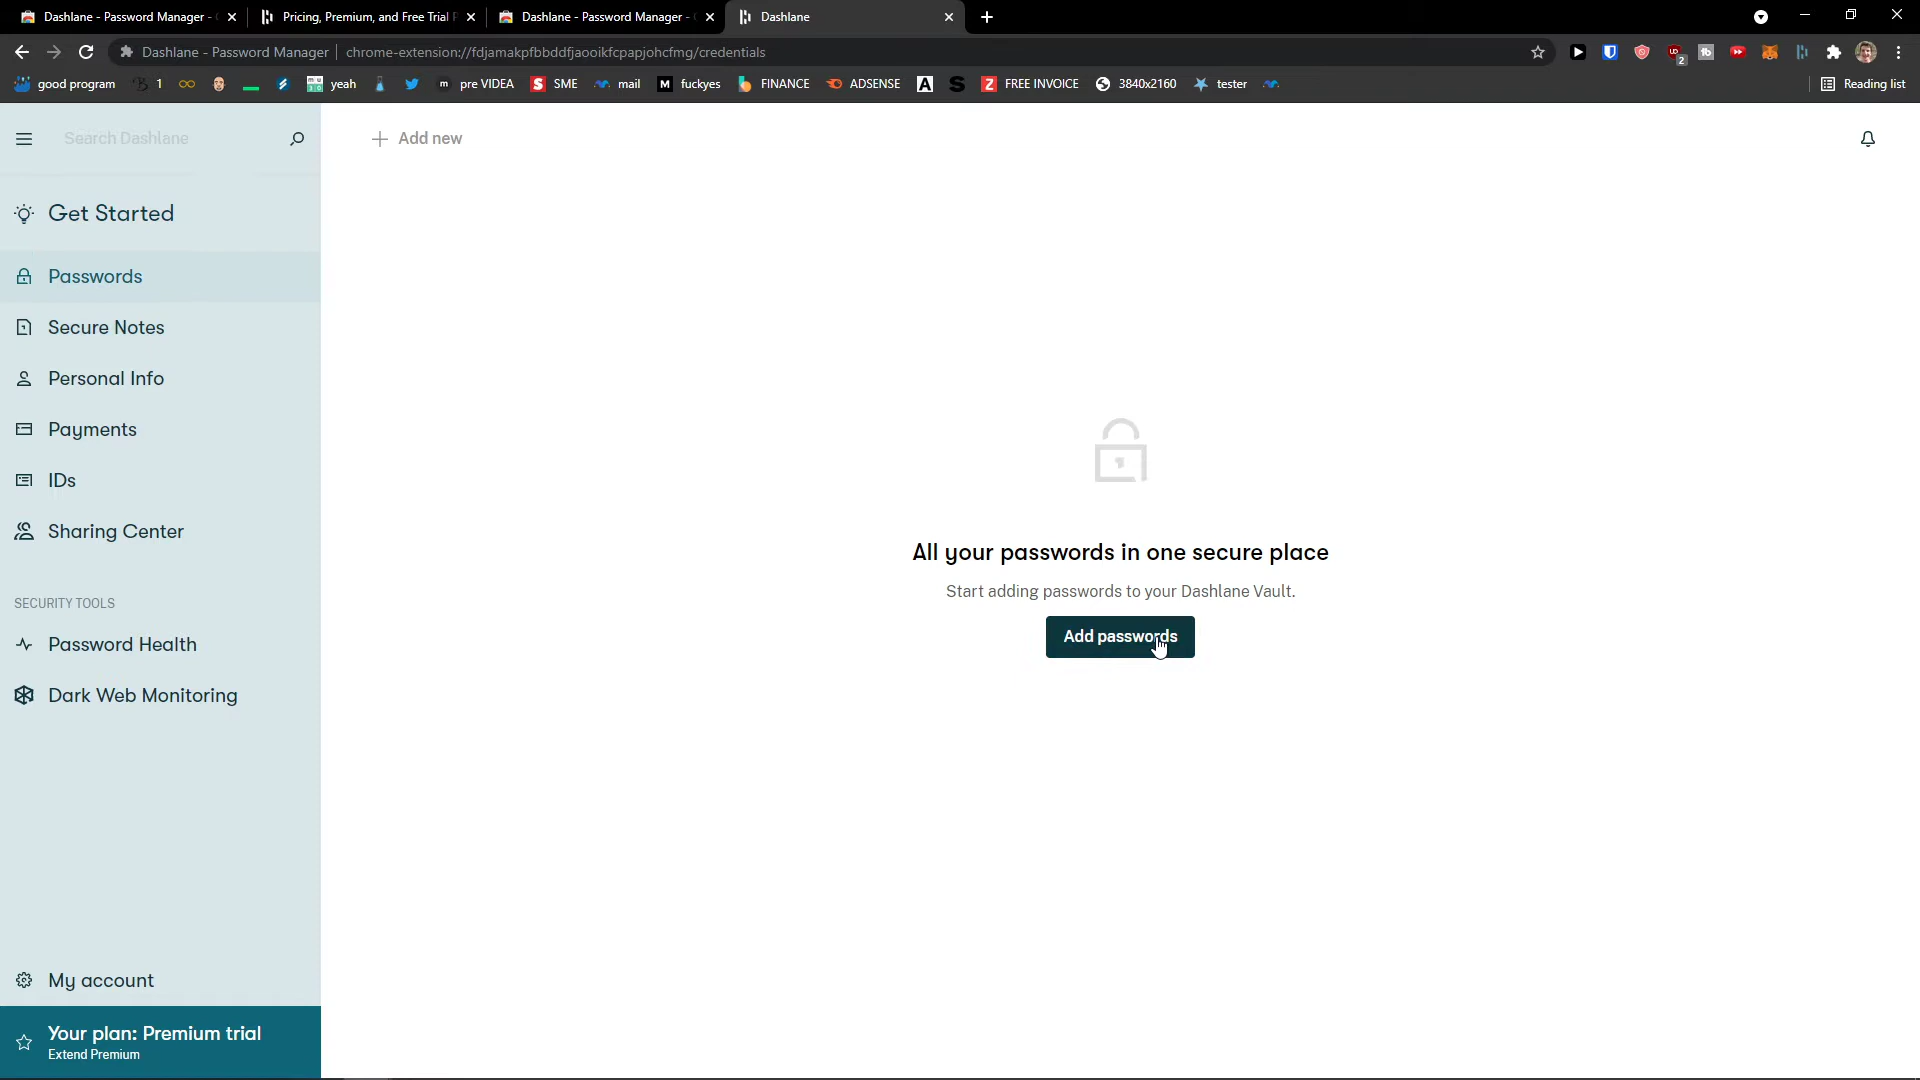 Dashlane - Password Manager -
Pricing, Premium, and Free Trial
Dashlane - Password Manager -
Dashlane
Dashlane - Password Manager | chrome-extension://fdjamakpfbbddfjaooikfcpapjohcfmg/credentials
2
good program
1
yeah
pre VIDEA
SME
mail
fuckyes
FINANCE
ADSENSE
FREE INVOICE
3840x2160
tester
Reading list
Search Dashlane
Add new
Get Started
Passwords
Secure Notes
Personal Info
Payments
IDs
Sharing Center
SECURITY TOOLS
Password Health
Dark Web Monitoring
All your passwords in one secure place
Start adding passwords to your Dashlane Vault.
Add passwords
My account
Your plan: Premium trial
Extend Premium